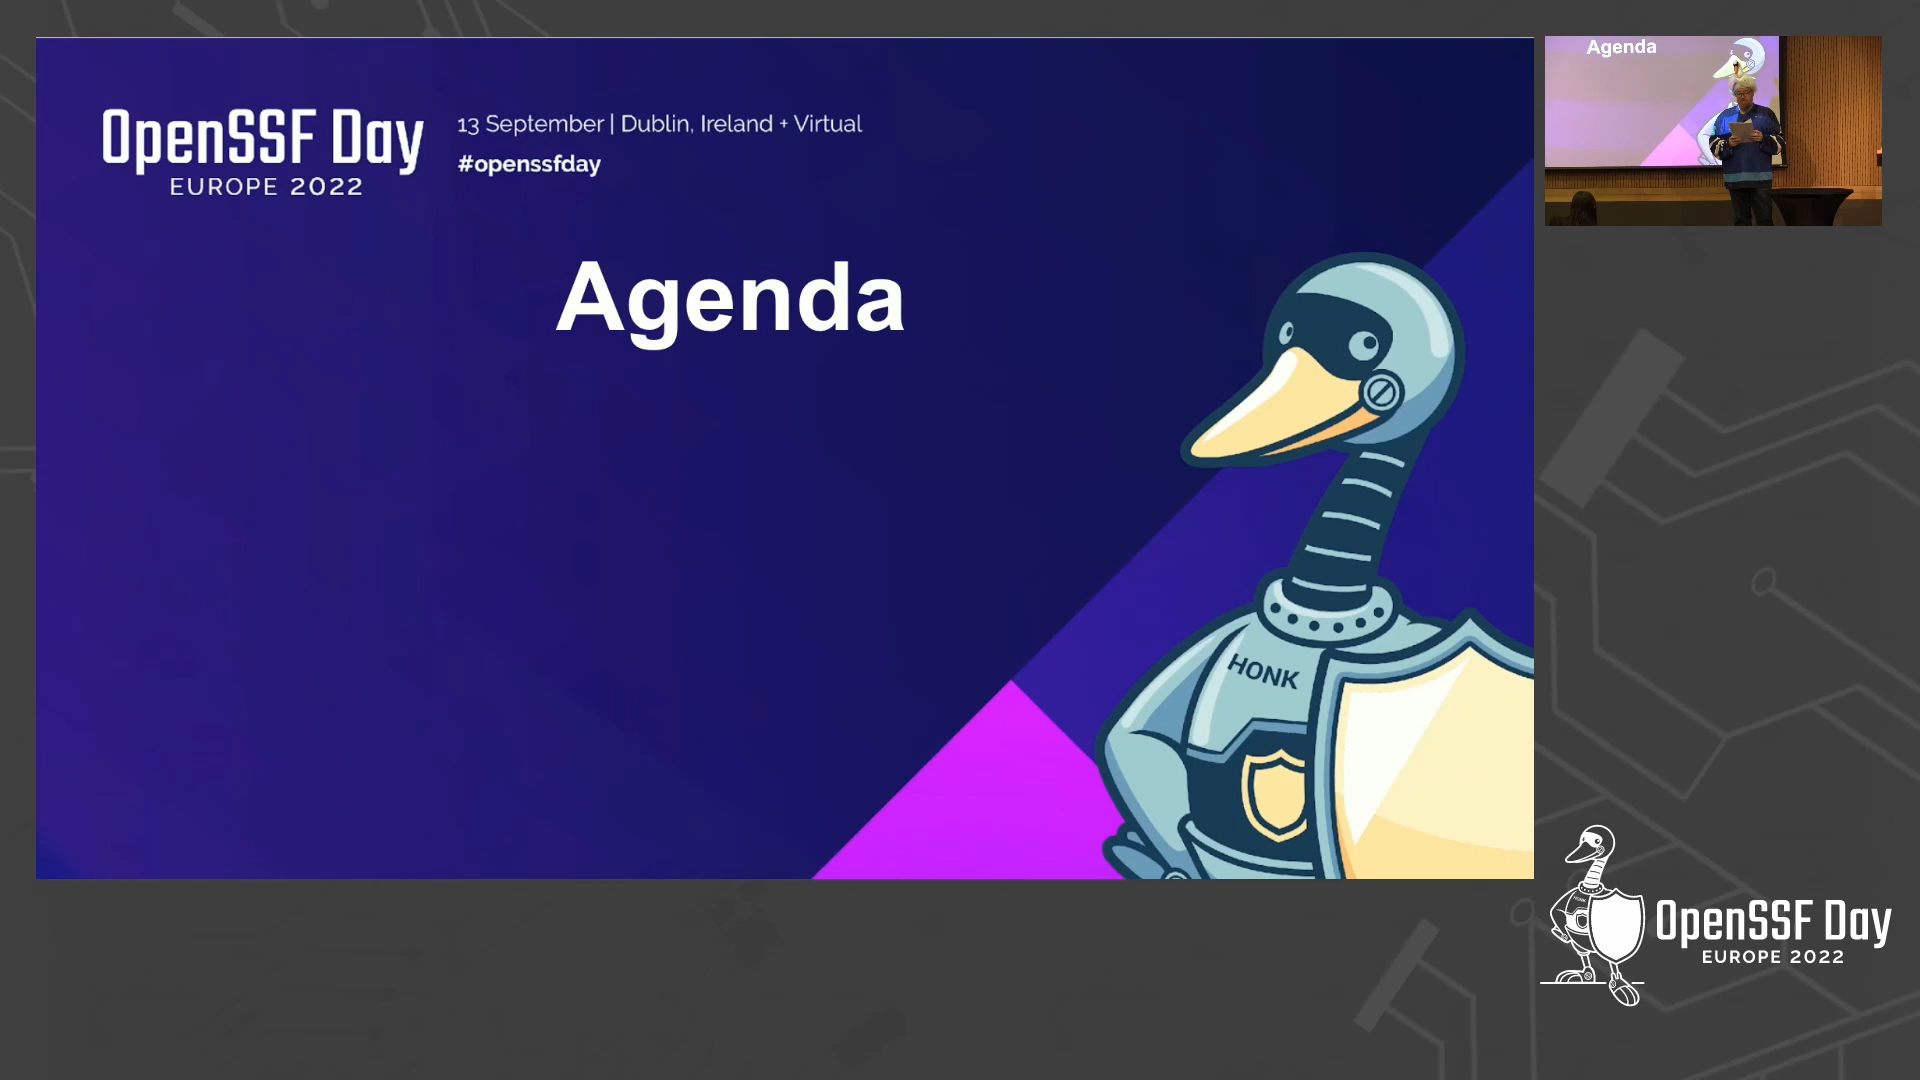 OpenSSF Day
EUROPE 2022
13 September | Dublin, Ireland + Virtual
#openssfday
Agenda
HONK
Agenda
OpenSSF Day
EUROPE 2022